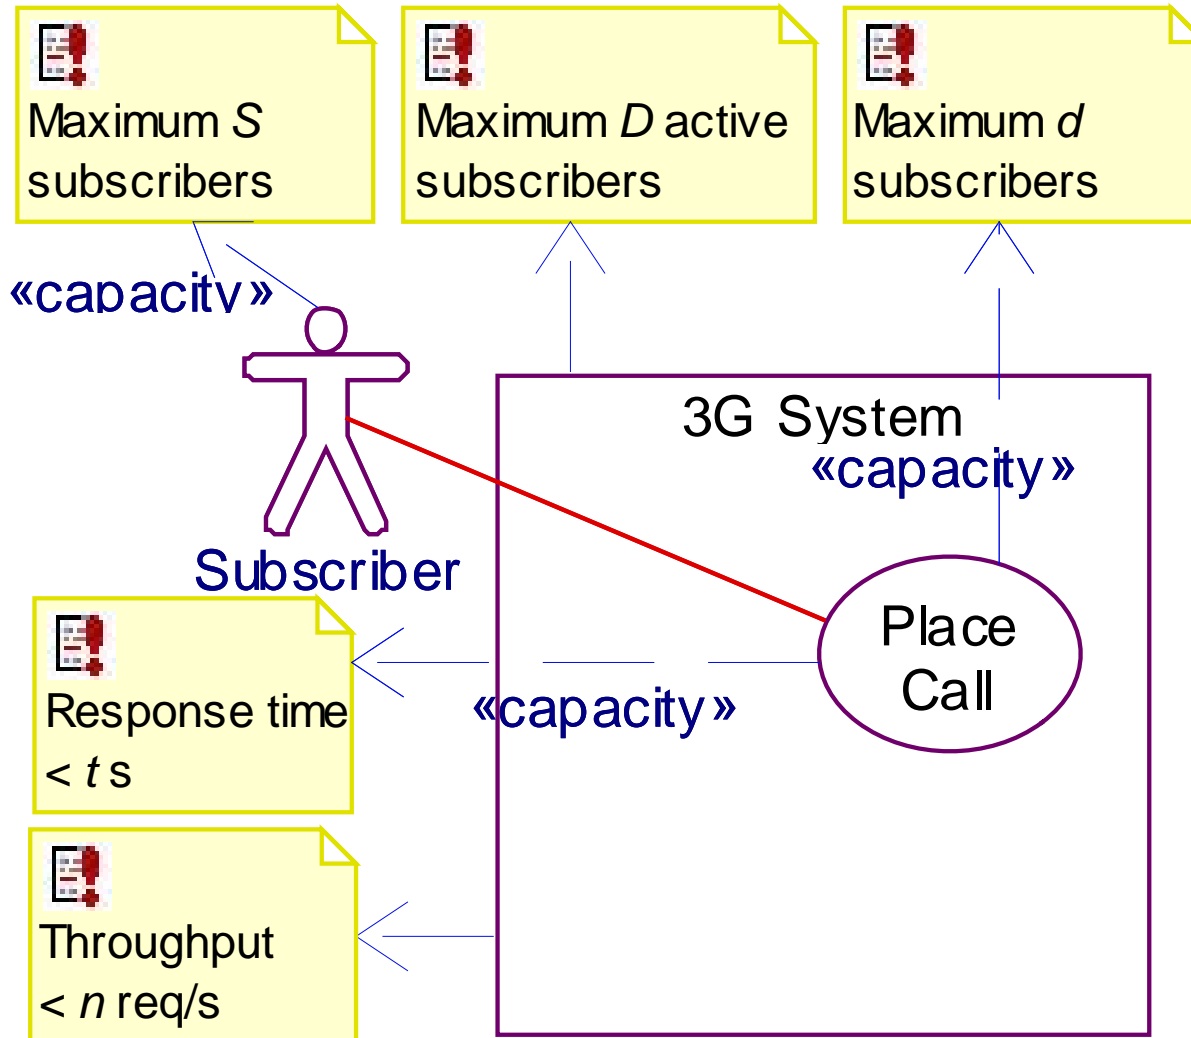 Maximum S
subscribers
Maximum D active
subscribers
Maximum d
subscribers
«capacity»
3G System
«capacity»
Subscriber
Place
Call
Response time
< t s
«capacity»
Throughput
< n req/s